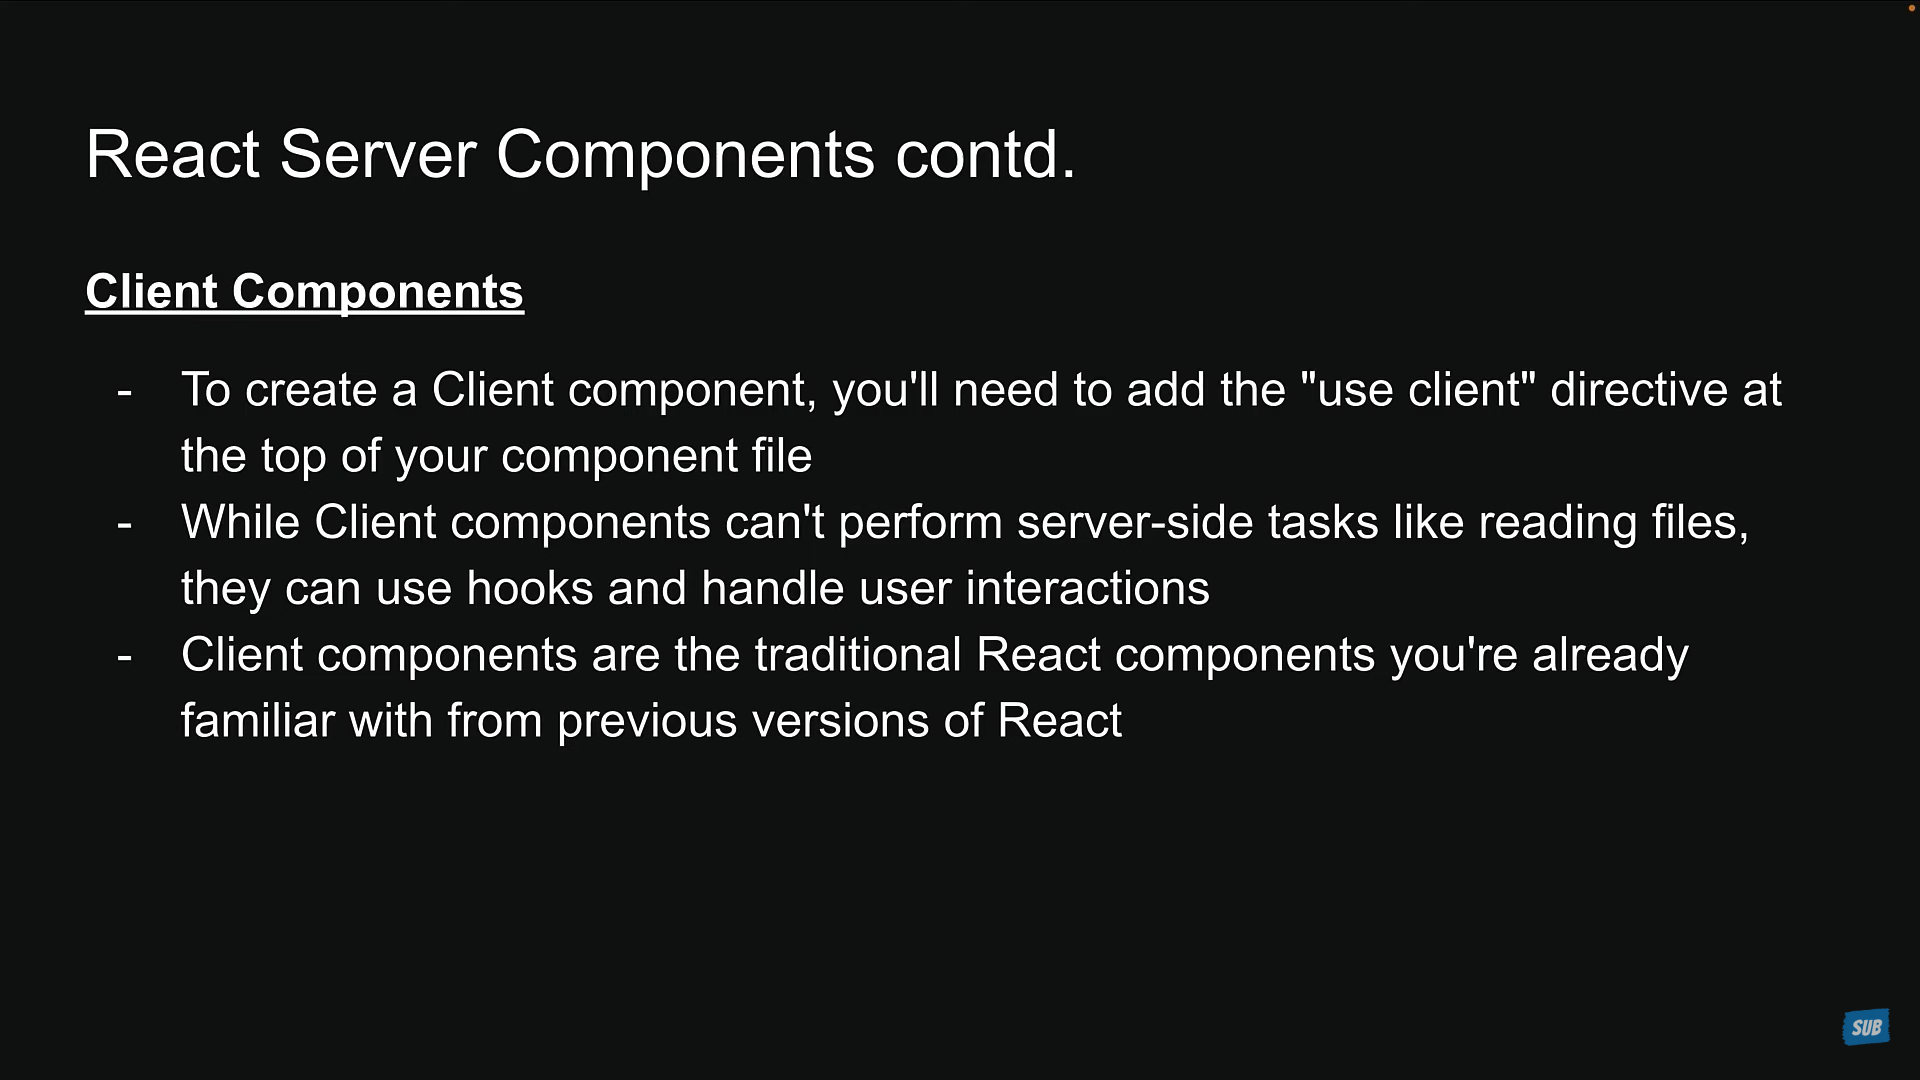 React Server Components contd.
Client Components
- To create a Client component, you'll need to add the "use client" directive at
the top of your component file
- While Client components can't perform server-side tasks like reading files,
they can use hooks and handle user interactions
- Client components are the traditional React components you're already
familiar with from previous versions of React
SUB